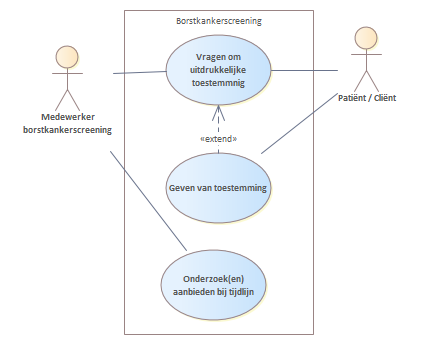 Borstkankerscreening
Vragen om
uitdrukkelijke
toestemmnig
Patiënt / Cliënt
Medewerker
borstkankerscreening
«extend»
Geven van toestemming
Onderzoek(en)
aanbieden bij tijdlijn